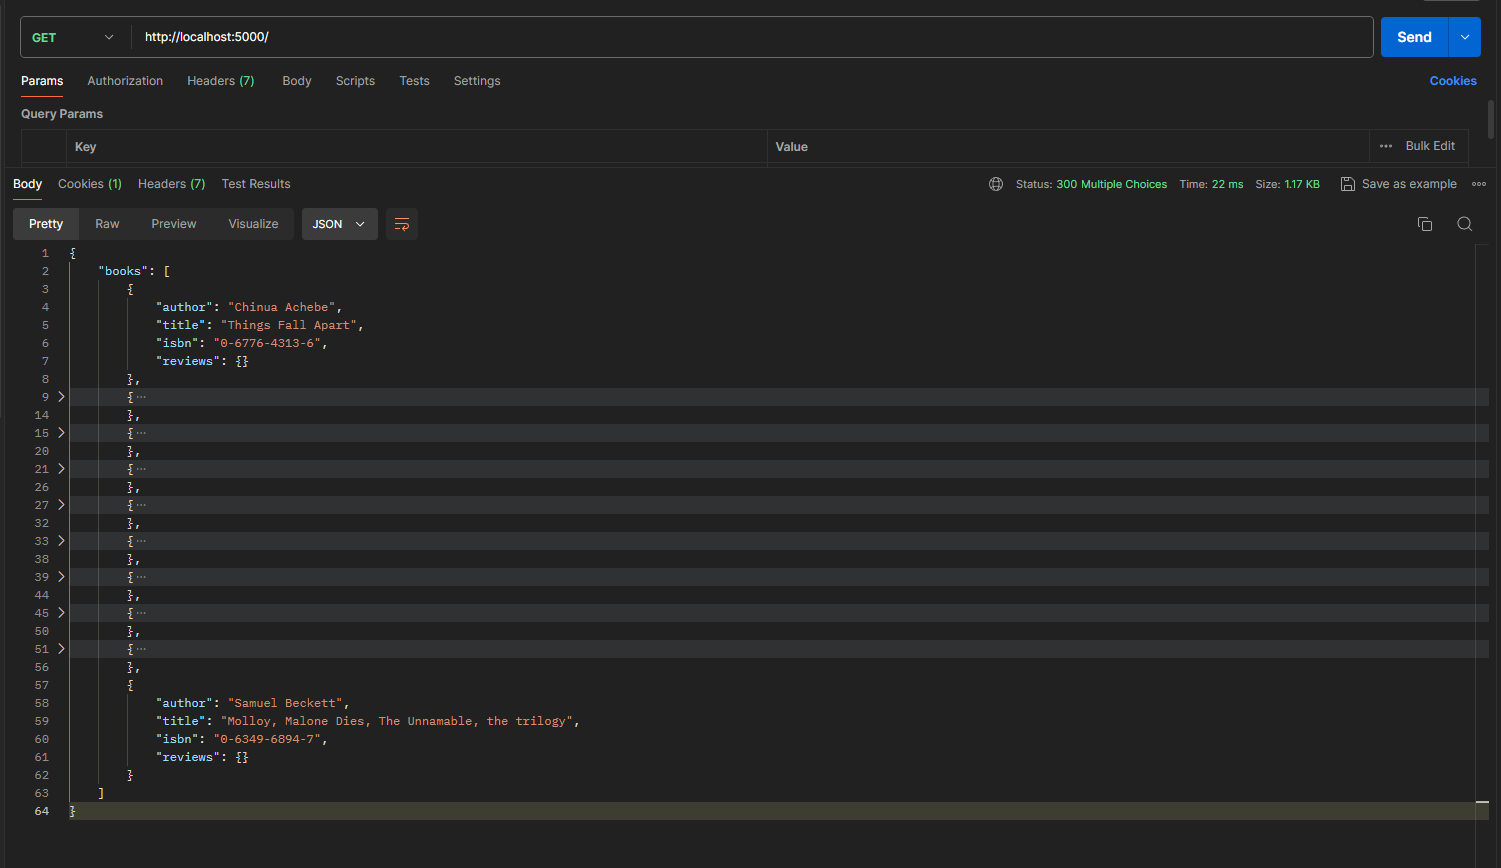 GET http://localhost:5000/ Send
Params Authorization Headers (7) Body Scripts Tests Settings Cookies
Query Params
Key Value ••• Bulk Edit
Body Cookies (1) Headers (7) Test Results Status: 300 Multiple Choices Time: 22 ms Size: 1.17 KB Save as example
Pretty Raw Preview Visualize JSON
1 {
2 "books": [
3 {
4 "author": "Chinua Achebe",
5 "title": "Things Fall Apart",
6 "isbn": "0-6776-4313-6",
7 "reviews": {}
8 },
9 {···
14 },
15 {···
20 },
21 {···
26 },
27 {···
32 },
33 {···
38 },
39 {···
44 },
45 {···
50 },
51 {···
56 },
57 {
58 "author": "Samuel Beckett",
59 "title": "Molloy, Malone Dies, The Unnamable, the trilogy",
60 "isbn": "0-6349-6894-7",
61 "reviews": {}
62 }
63 ]
64 }